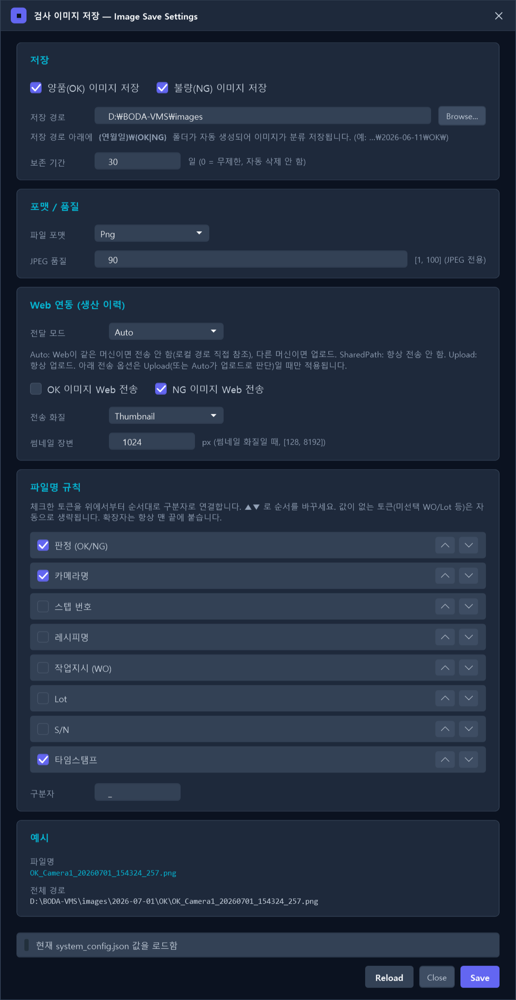 검사 이미지 저장 — Image Save Settings
저장
양품(OK) 이미지 저장 불량(NG) 이미지 저장
저장 경로 D:₩BODA-VMS₩images Browse...
저장 경로 아래에 {연월일}₩{OK|NG} 폴더가 자동 생성되어 이미지가 분류 저장됩니다. (예: ...₩2026-06-11₩OK₩)
보존 기간 30 일 (0 = 무제한, 자동 삭제 안 함)
포맷 / 품질
파일 포맷 Png
JPEG 품질 90 [1, 100] (JPEG 전용)
Web 연동 (생산 이력)
전달 모드 Auto
Auto: Web이 같은 머신이면 전송 안 함(로컬 경로 직접 참조), 다른 머신이면 업로드. SharedPath: 항상 전송 안 함. Upload:
항상 업로드. 아래 전송 옵션은 Upload(또는 Auto가 업로드로 판단)일 때만 적용됩니다.
OK 이미지 Web 전송 NG 이미지 Web 전송
전송 화질 Thumbnail
썸네일 장변 1024 px (썸네일 화질일 때, [128, 8192])
파일명 규칙
체크한 토큰을 위에서부터 순서대로 구분자로 연결합니다. ▲▼ 로 순서를 바꾸세요. 값이 없는 토큰(미선택 WO/Lot 등)은 자
동으로 생략됩니다. 확장자는 항상 맨 끝에 붙습니다.
판정 (OK/NG)
카메라명
스텝 번호
레시피명
작업지시 (WO)
Lot
S/N
타임스탬프
구분자 _
예시
파일명
OK_Camera1_20260701_154324_257.png
전체 경로
D:\BODA-VMS\images\2026-07-01\OK\OK_Camera1_20260701_154324_257.png
현재 system_config.json 값을 로드함
Reload Close Save